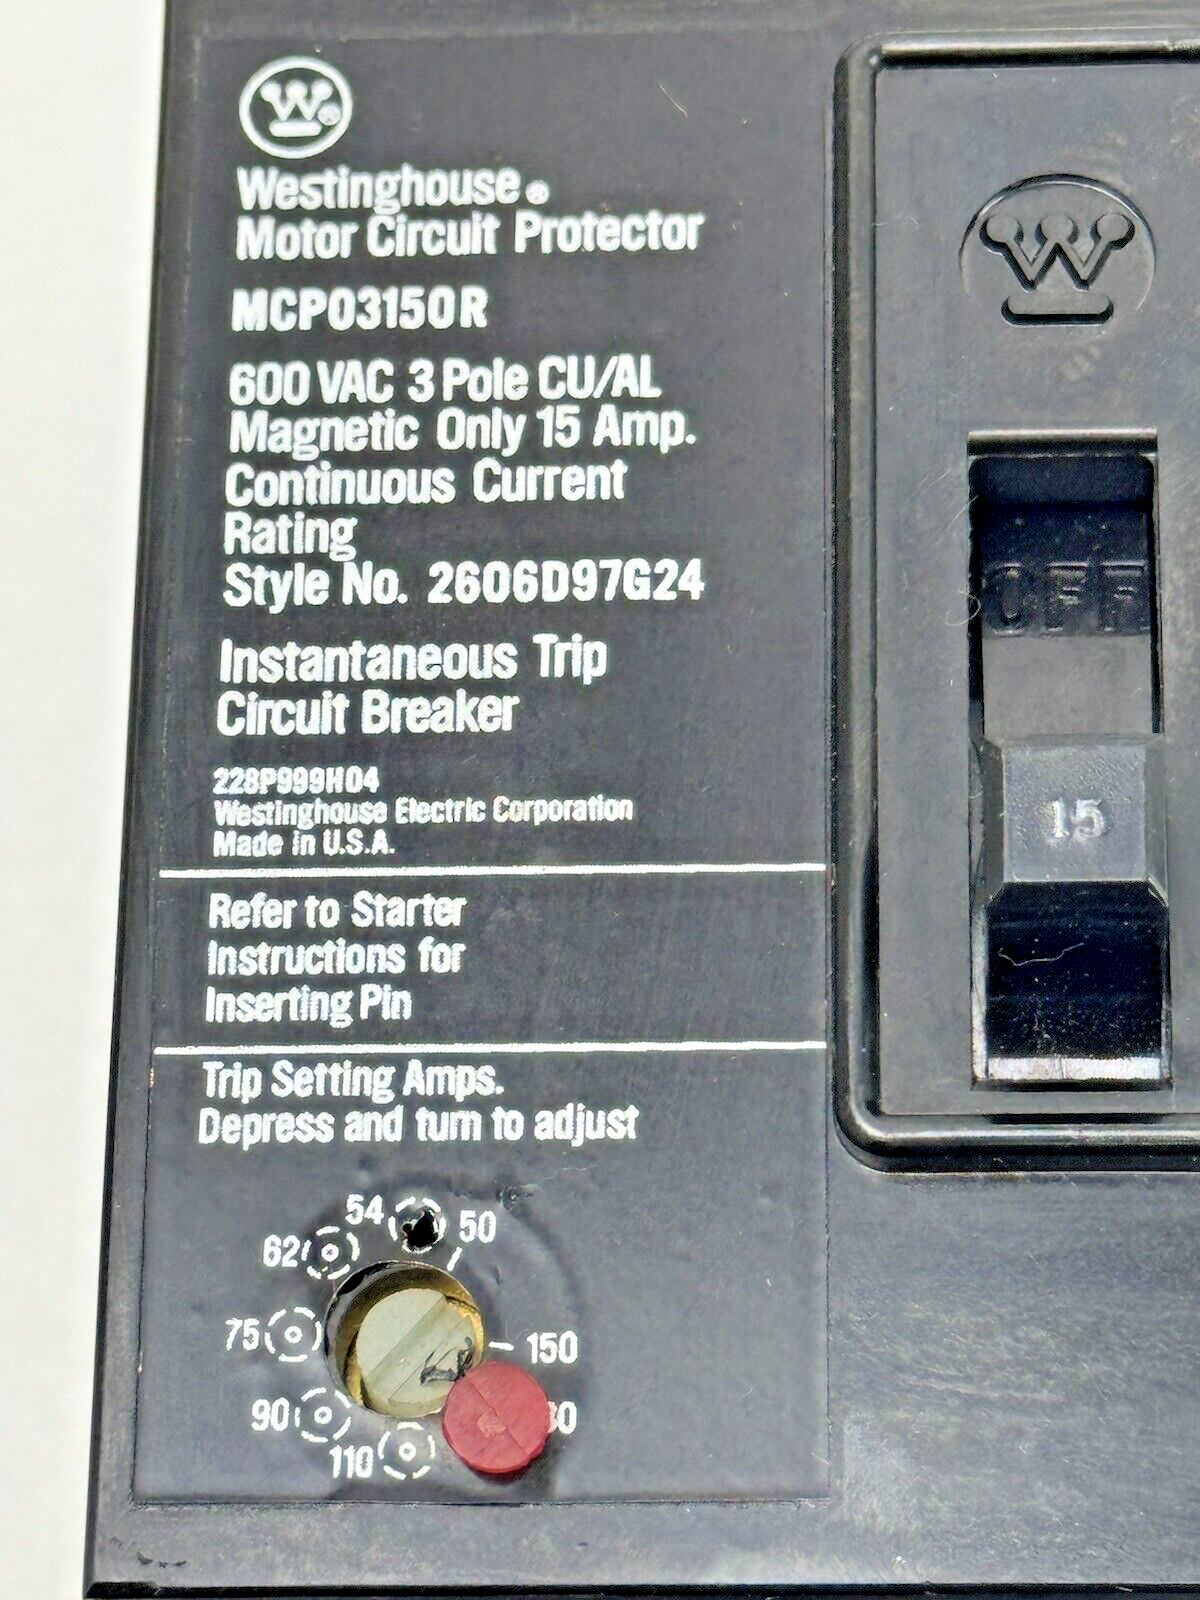 W®
Westinghouse®
Motor Circuit Protector
MCP03150R
600 VAC 3 Pole CU/AL
Magnetic Only 15 Amp.
Continuous Current
Rating
Style No. 2606D97G24
Instantaneous Trip
Circuit Breaker
228P999H04
Westinghouse Electric Corporation
Made in U.S.A.
Refer to Starter
Instructions for
Inserting Pin
Trip Setting Amps.
Depress and turn to adjust
54
50
62
75
150
90
110
W
OFF
15